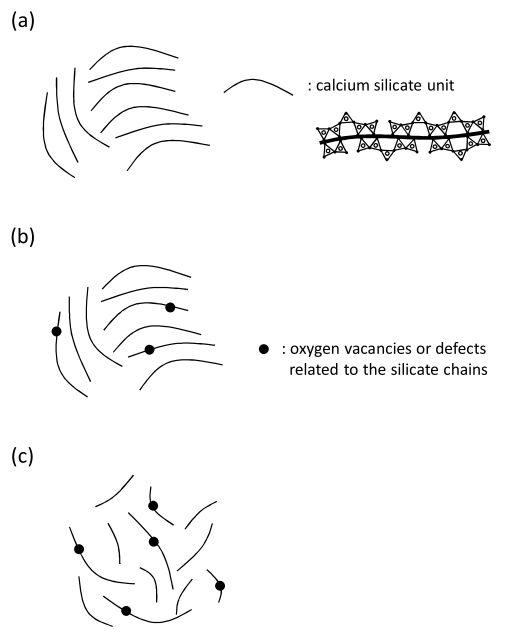 (a)
: calcium silicate unit
(b)
: oxygen vacancies or defects
related to the silicate chains
(c)